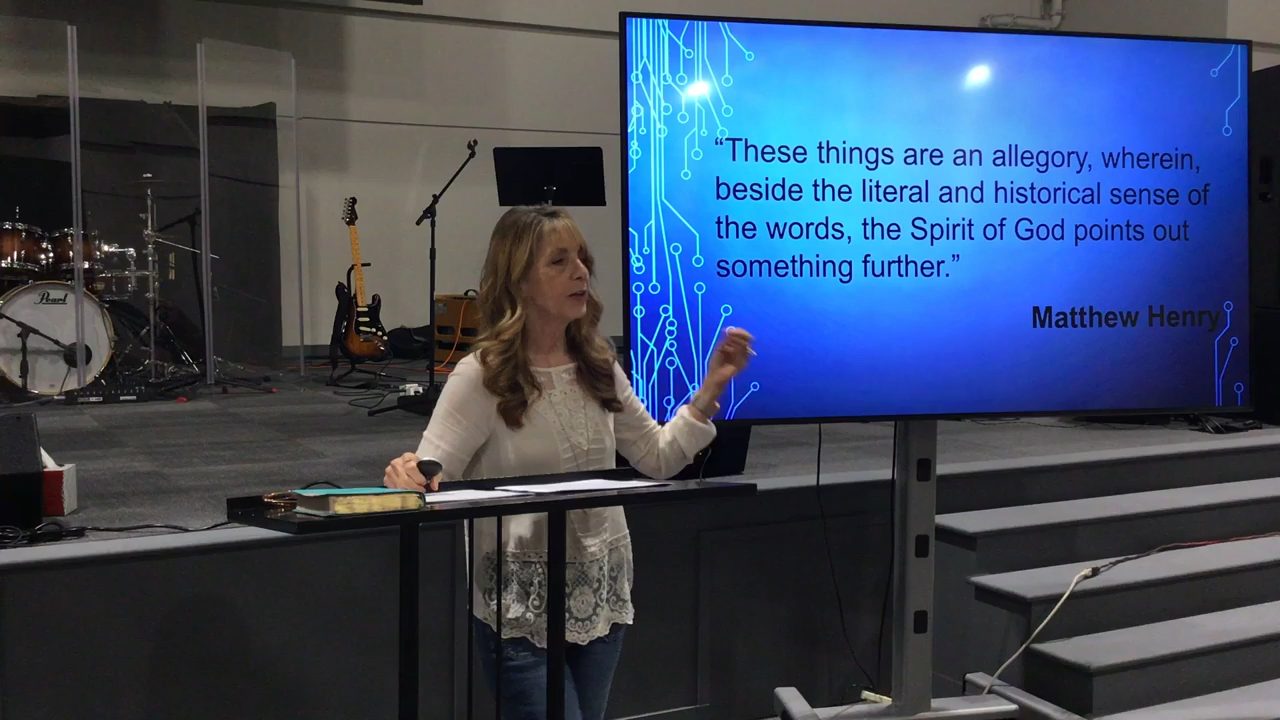 Pearl
“These things are an allegory, wherein,
beside the literal and historical sense of
the words, the Spirit of God points out
something further.”
Matthew Henry